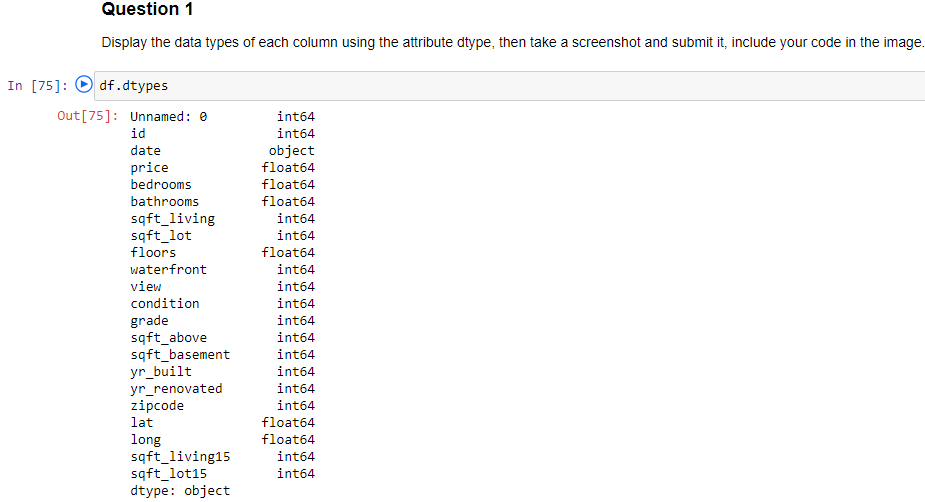 Question 1
Display the data types of each column using the attribute dtype, then take a screenshot and submit it, include your code in the image.
In [75]: df.dtypes
Out[75]: Unnamed: 0 int64
id int64
date object
price float64
bedrooms float64
bathrooms float64
sqft_living int64
sqft_lot int64
floors float64
waterfront int64
view int64
condition int64
grade int64
sqft_above int64
sqft_basement int64
yr_built int64
yr_renovated int64
zipcode int64
lat float64
long float64
sqft_living15 int64
sqft_lot15 int64
dtype: object